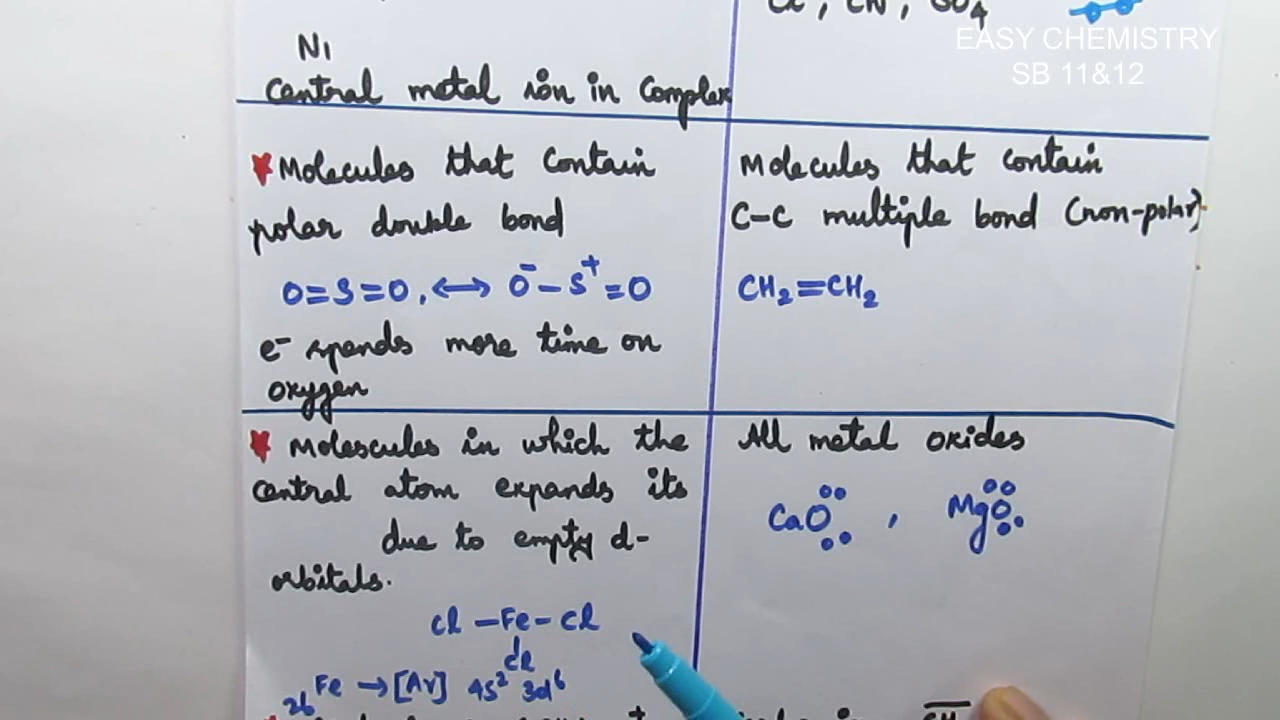 SO4
EASY CHEMISTRY
SB 11&12
Ni
Central metal ion in Complex
Molecules that contain
polar double bond
O=S=O, ⟷ O⁻–S⁺=O
e⁻ spends more time on
oxygen
Molecules that contain
C–C multiple bond (non-polar)
CH₂=CH₂
Molescules in which the
central atom expands its
due to empty d-
orbitals.
Cl –Fe– Cl
Cl
₂₆Fe → [Ar] 4s² 3d⁶
All metal oxides
CaO , MgO